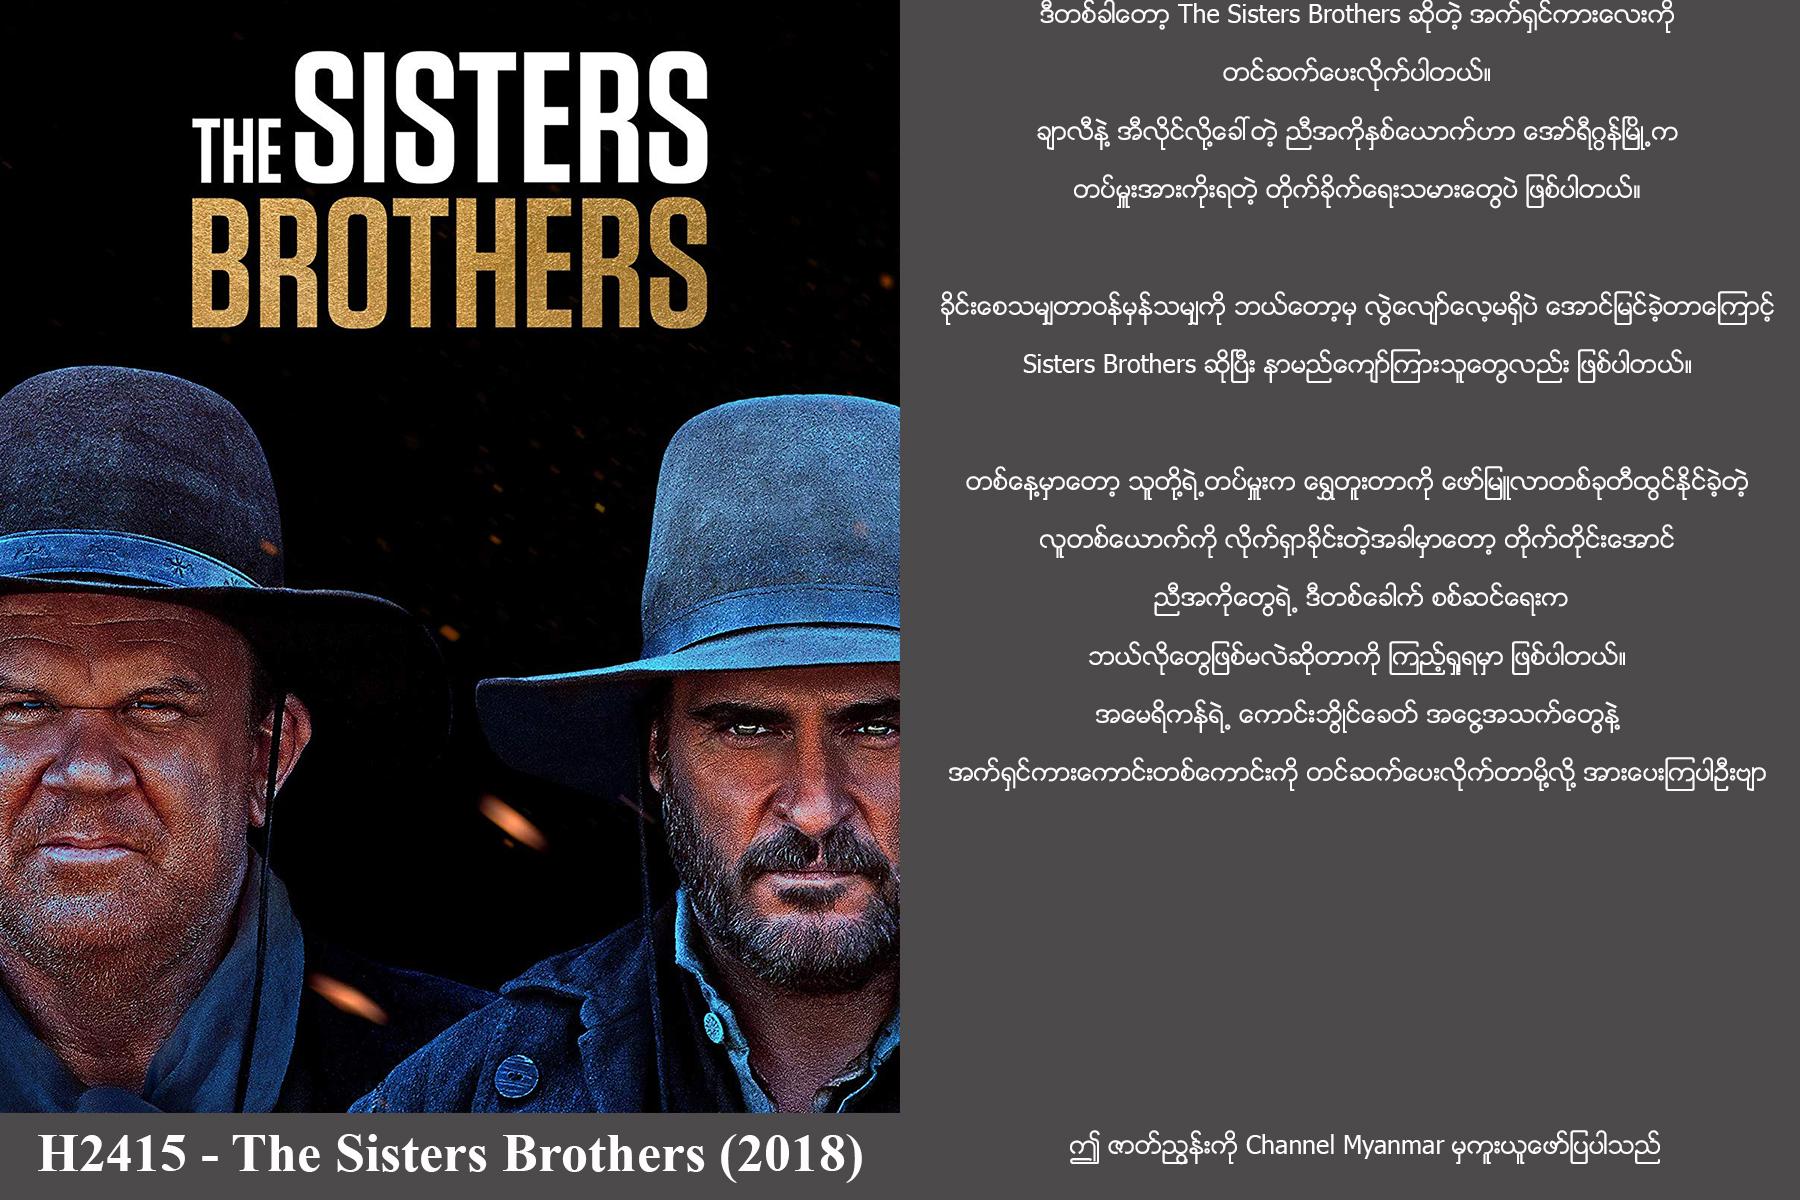 THE SISTERS
BROTHERS
H2415 - The Sisters Brothers (2018)
ဒီတစ်ခါတော့ The Sisters Brothers ဆိုတဲ့ အက်ရှင်ကားလေးကို
တင်ဆက်ပေးလိုက်ပါတယ်။
ချာလီနဲ့ အီလိုင်လို့ခေါ်တဲ့ ညီအကိုနှစ်ယောက်ဟာ အော်ရီဂွန်မြို့က
တပ်မှူးအားကိုးရတဲ့ တိုက်ခိုက်ရေးသမားတွေပဲ ဖြစ်ပါတယ်။
ခိုင်းစေသမျှတာဝန်မှန်သမျှကို ဘယ်တော့မှ လွဲလျော်လေ့မရှိပဲ အောင်မြင်ခဲ့တာကြောင့်
Sisters Brothers ဆိုပြီး နာမည်ကျော်ကြားသူတွေလည်း ဖြစ်ပါတယ်။
တစ်နေ့မှာတော့ သူတို့ရဲ့တပ်မှူးက ရွှေတူးတာကို ဖော်မြူလာတစ်ခုတီထွင်နိုင်ခဲ့တဲ့
လူတစ်ယောက်ကို လိုက်ရှာခိုင်းတဲ့အခါမှာတော့ တိုက်တိုင်းအောင်
ညီအကိုတွေရဲ့ ဒီတစ်ခေါက် စစ်ဆင်ရေးက
ဘယ်လိုတွေဖြစ်မလဲဆိုတာကို ကြည့်ရှုရမှာ ဖြစ်ပါတယ်။
အမေရိကန်ရဲ့ ကောင်းဘွိုင်ခေတ် အငွေ့အသက်တွေနဲ့
အက်ရှင်ကားကောင်းတစ်ကောင်းကို တင်ဆက်ပေးလိုက်တာမို့လို့ အားပေးကြပါဦးဗျာ
ဤ ဇာတ်ညွှန်းကို Channel Myanmar မှကူးယူဖော်ပြပါသည်